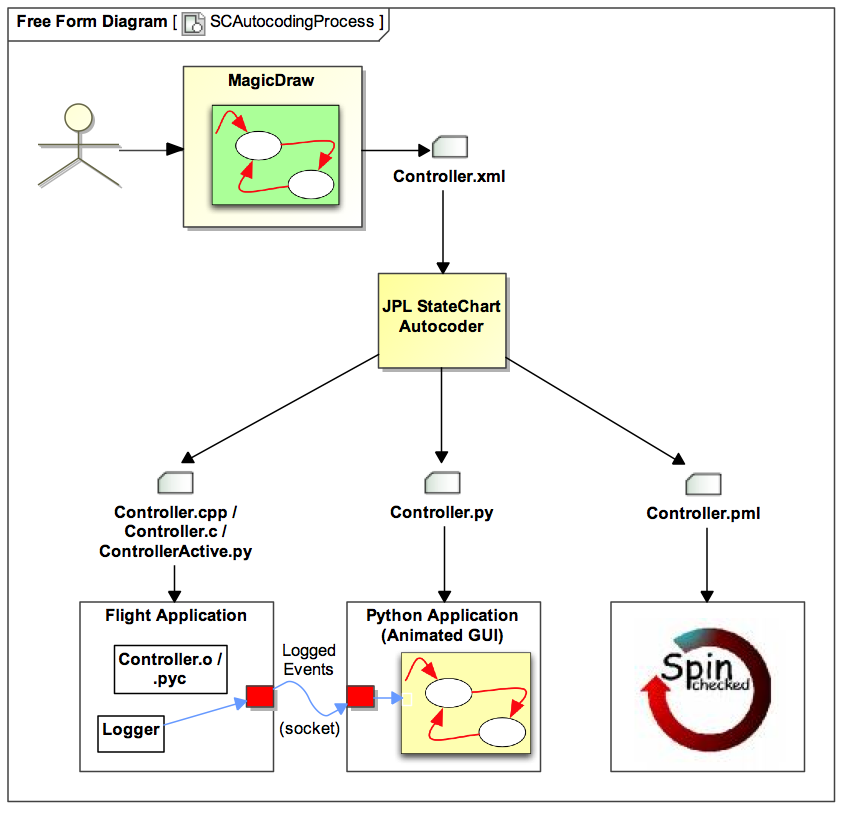 Free Form Diagram [ SCAutocodingProcess ]
MagicDraw
Controller.xml
JPL StateChart
Autocoder
Controller.cpp /
Controller.c /
ControllerActive.py
Controller.py
Controller.pml
Flight Application
Controller.o /
.pyc
Logger
Logged
Events
(socket)
Python Application
(Animated GUI)
Spin
checked